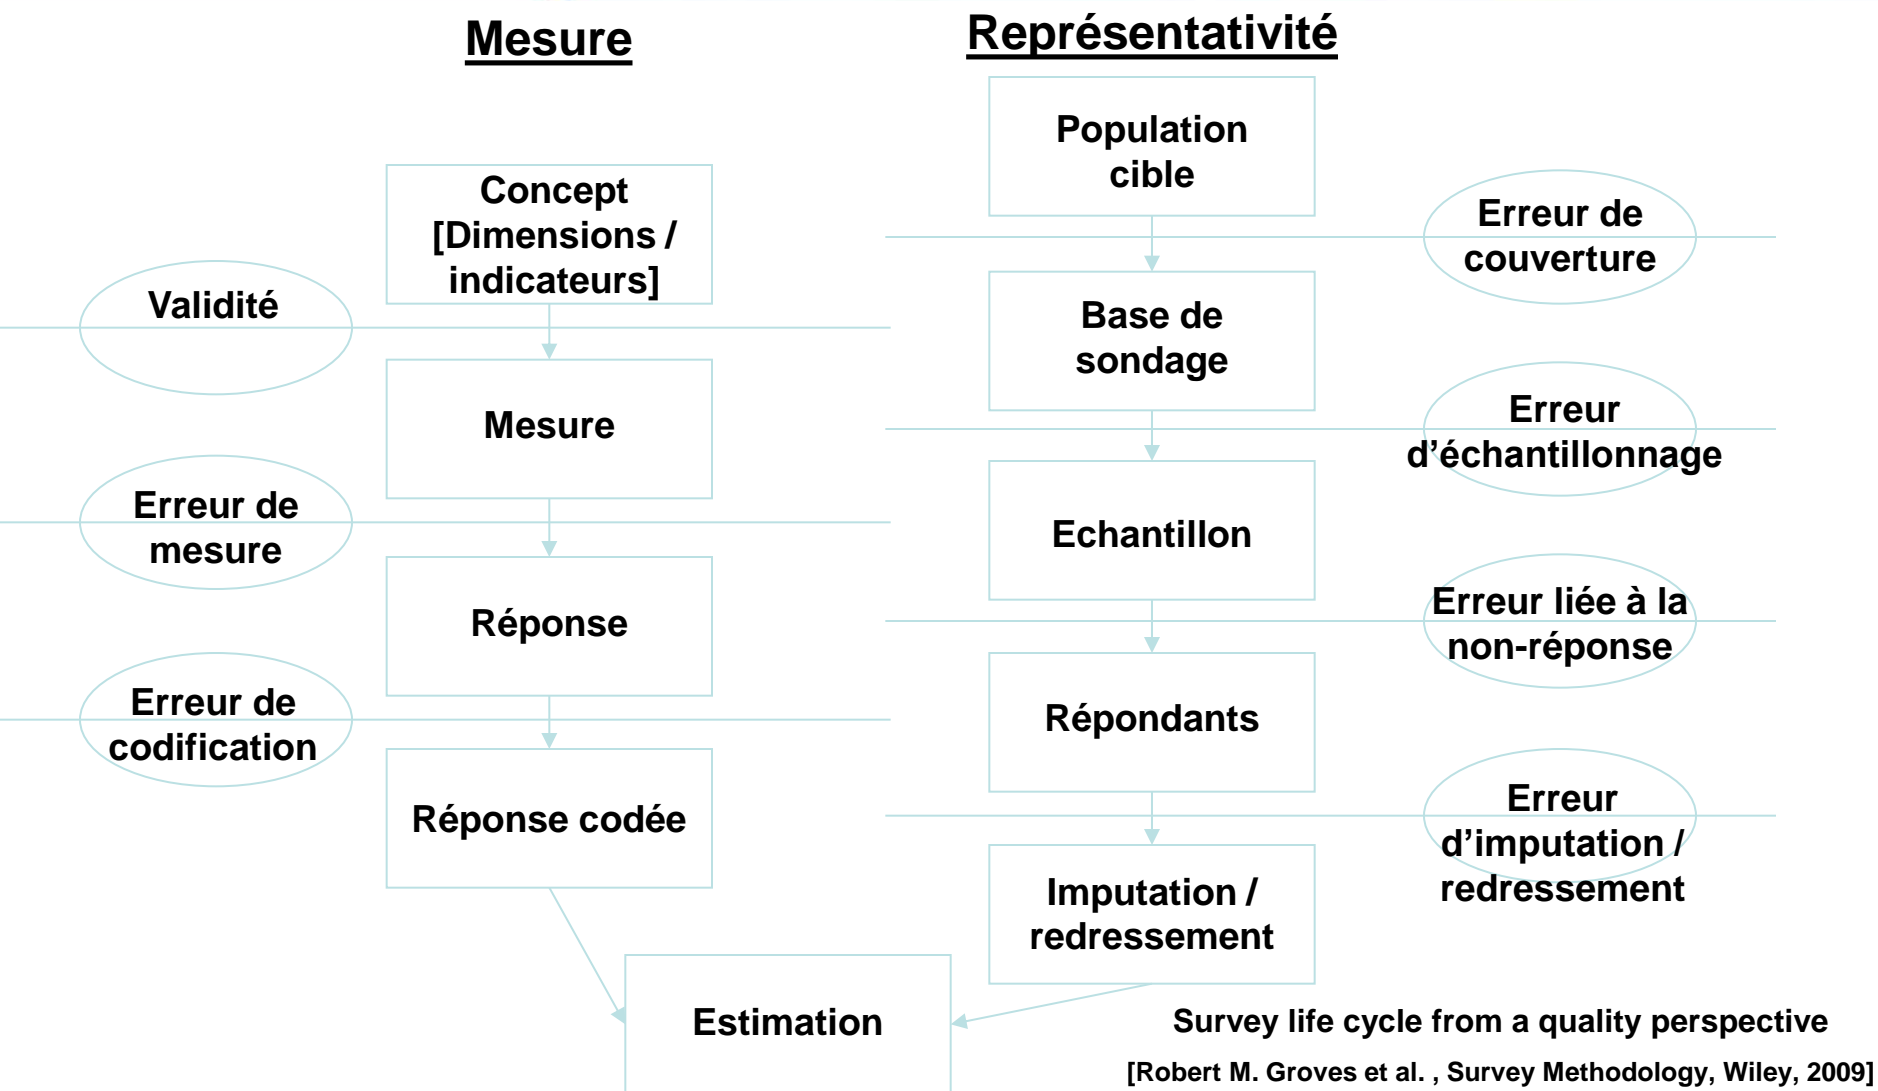 Mesure
Représentativité
Population
cible
Concept
[Dimensions /
indicateurs]
Erreur de
couverture
Validité
Base de
sondage
Mesure
Erreur
d’échantillonnage
Erreur de
mesure
Echantillon
Réponse
Erreur liée à la
non-réponse
Erreur de
codification
Répondants
Réponse codée
Erreur
d’imputation /
redressement
Imputation /
redressement
Estimation
Survey life cycle from a quality perspective
[Robert M. Groves et al. , Survey Methodology, Wiley, 2009]